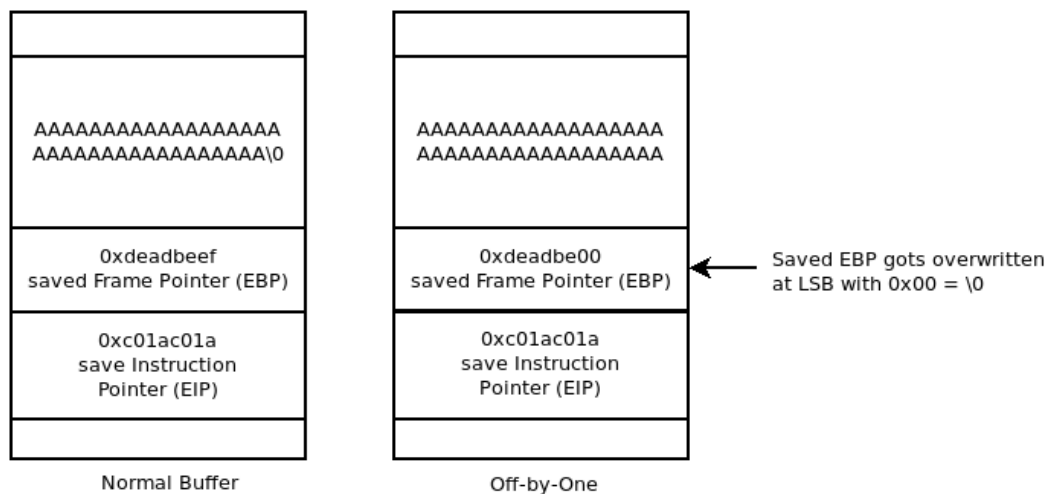 AAAAAAAAAAAAAAAAAA
AAAAAAAAAAAAAAAAA\0
0xdeadbeef
saved Frame Pointer (EBP)
0xc01ac01a
save Instruction
Pointer (EIP)
Normal Buffer
AAAAAAAAAAAAAAAAAA
AAAAAAAAAAAAAAAAAA
0xdeadbe00
saved Frame Pointer (EBP)
0xc01ac01a
save Instruction
Pointer (EIP)
Off-by-One
Saved EBP gots overwritten
at LSB with 0x00 = \0